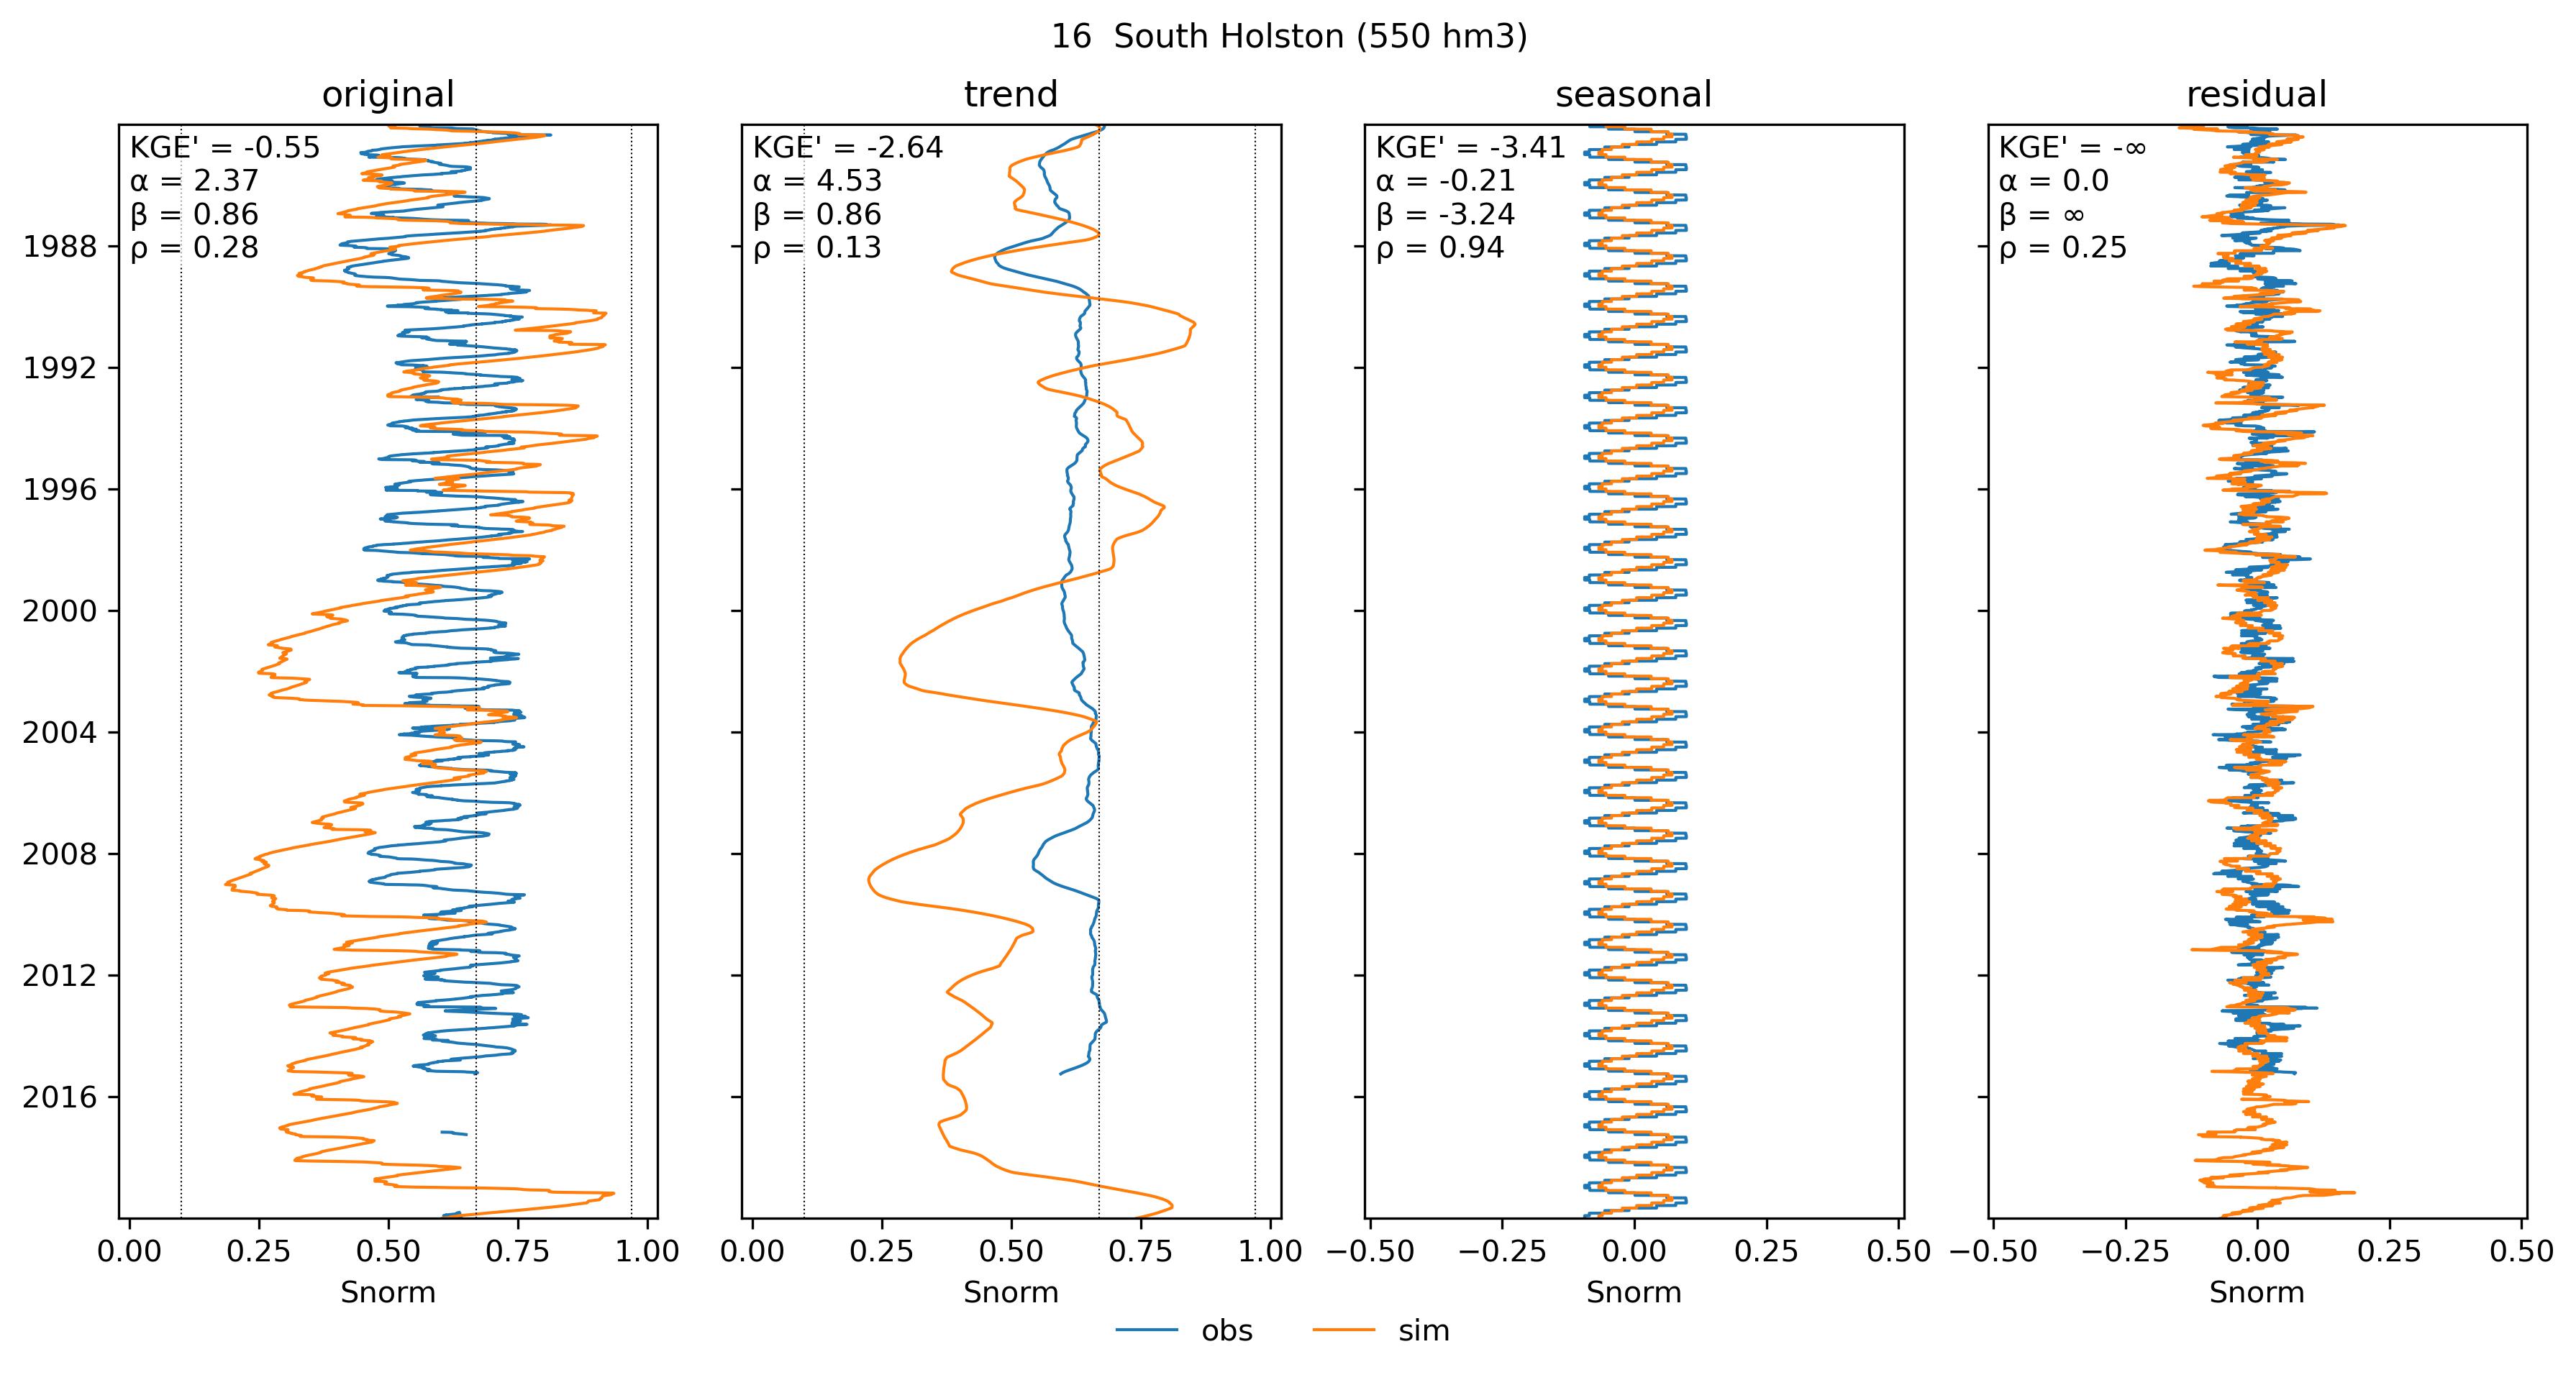 16  South Holston (550 hm3)
original
trend
seasonal
residual
KGE' = -0.55
α = 2.37
β = 0.86
ρ = 0.28
KGE' = -2.64
α = 4.53
β = 0.86
ρ = 0.13
KGE' = -3.41
α = -0.21
β = -3.24
ρ = 0.94
KGE' = -∞
α = 0.0
β = ∞
ρ = 0.25
1988
1992
1996
2000
2004
2008
2012
2016
0.00 0.25 0.50 0.75 1.00
0.00 0.25 0.50 0.75 1.00
−0.50 −0.25 0.00 0.25 0.50
−0.50 −0.25 0.00 0.25 0.50
Snorm
Snorm
Snorm
Snorm
obs
sim